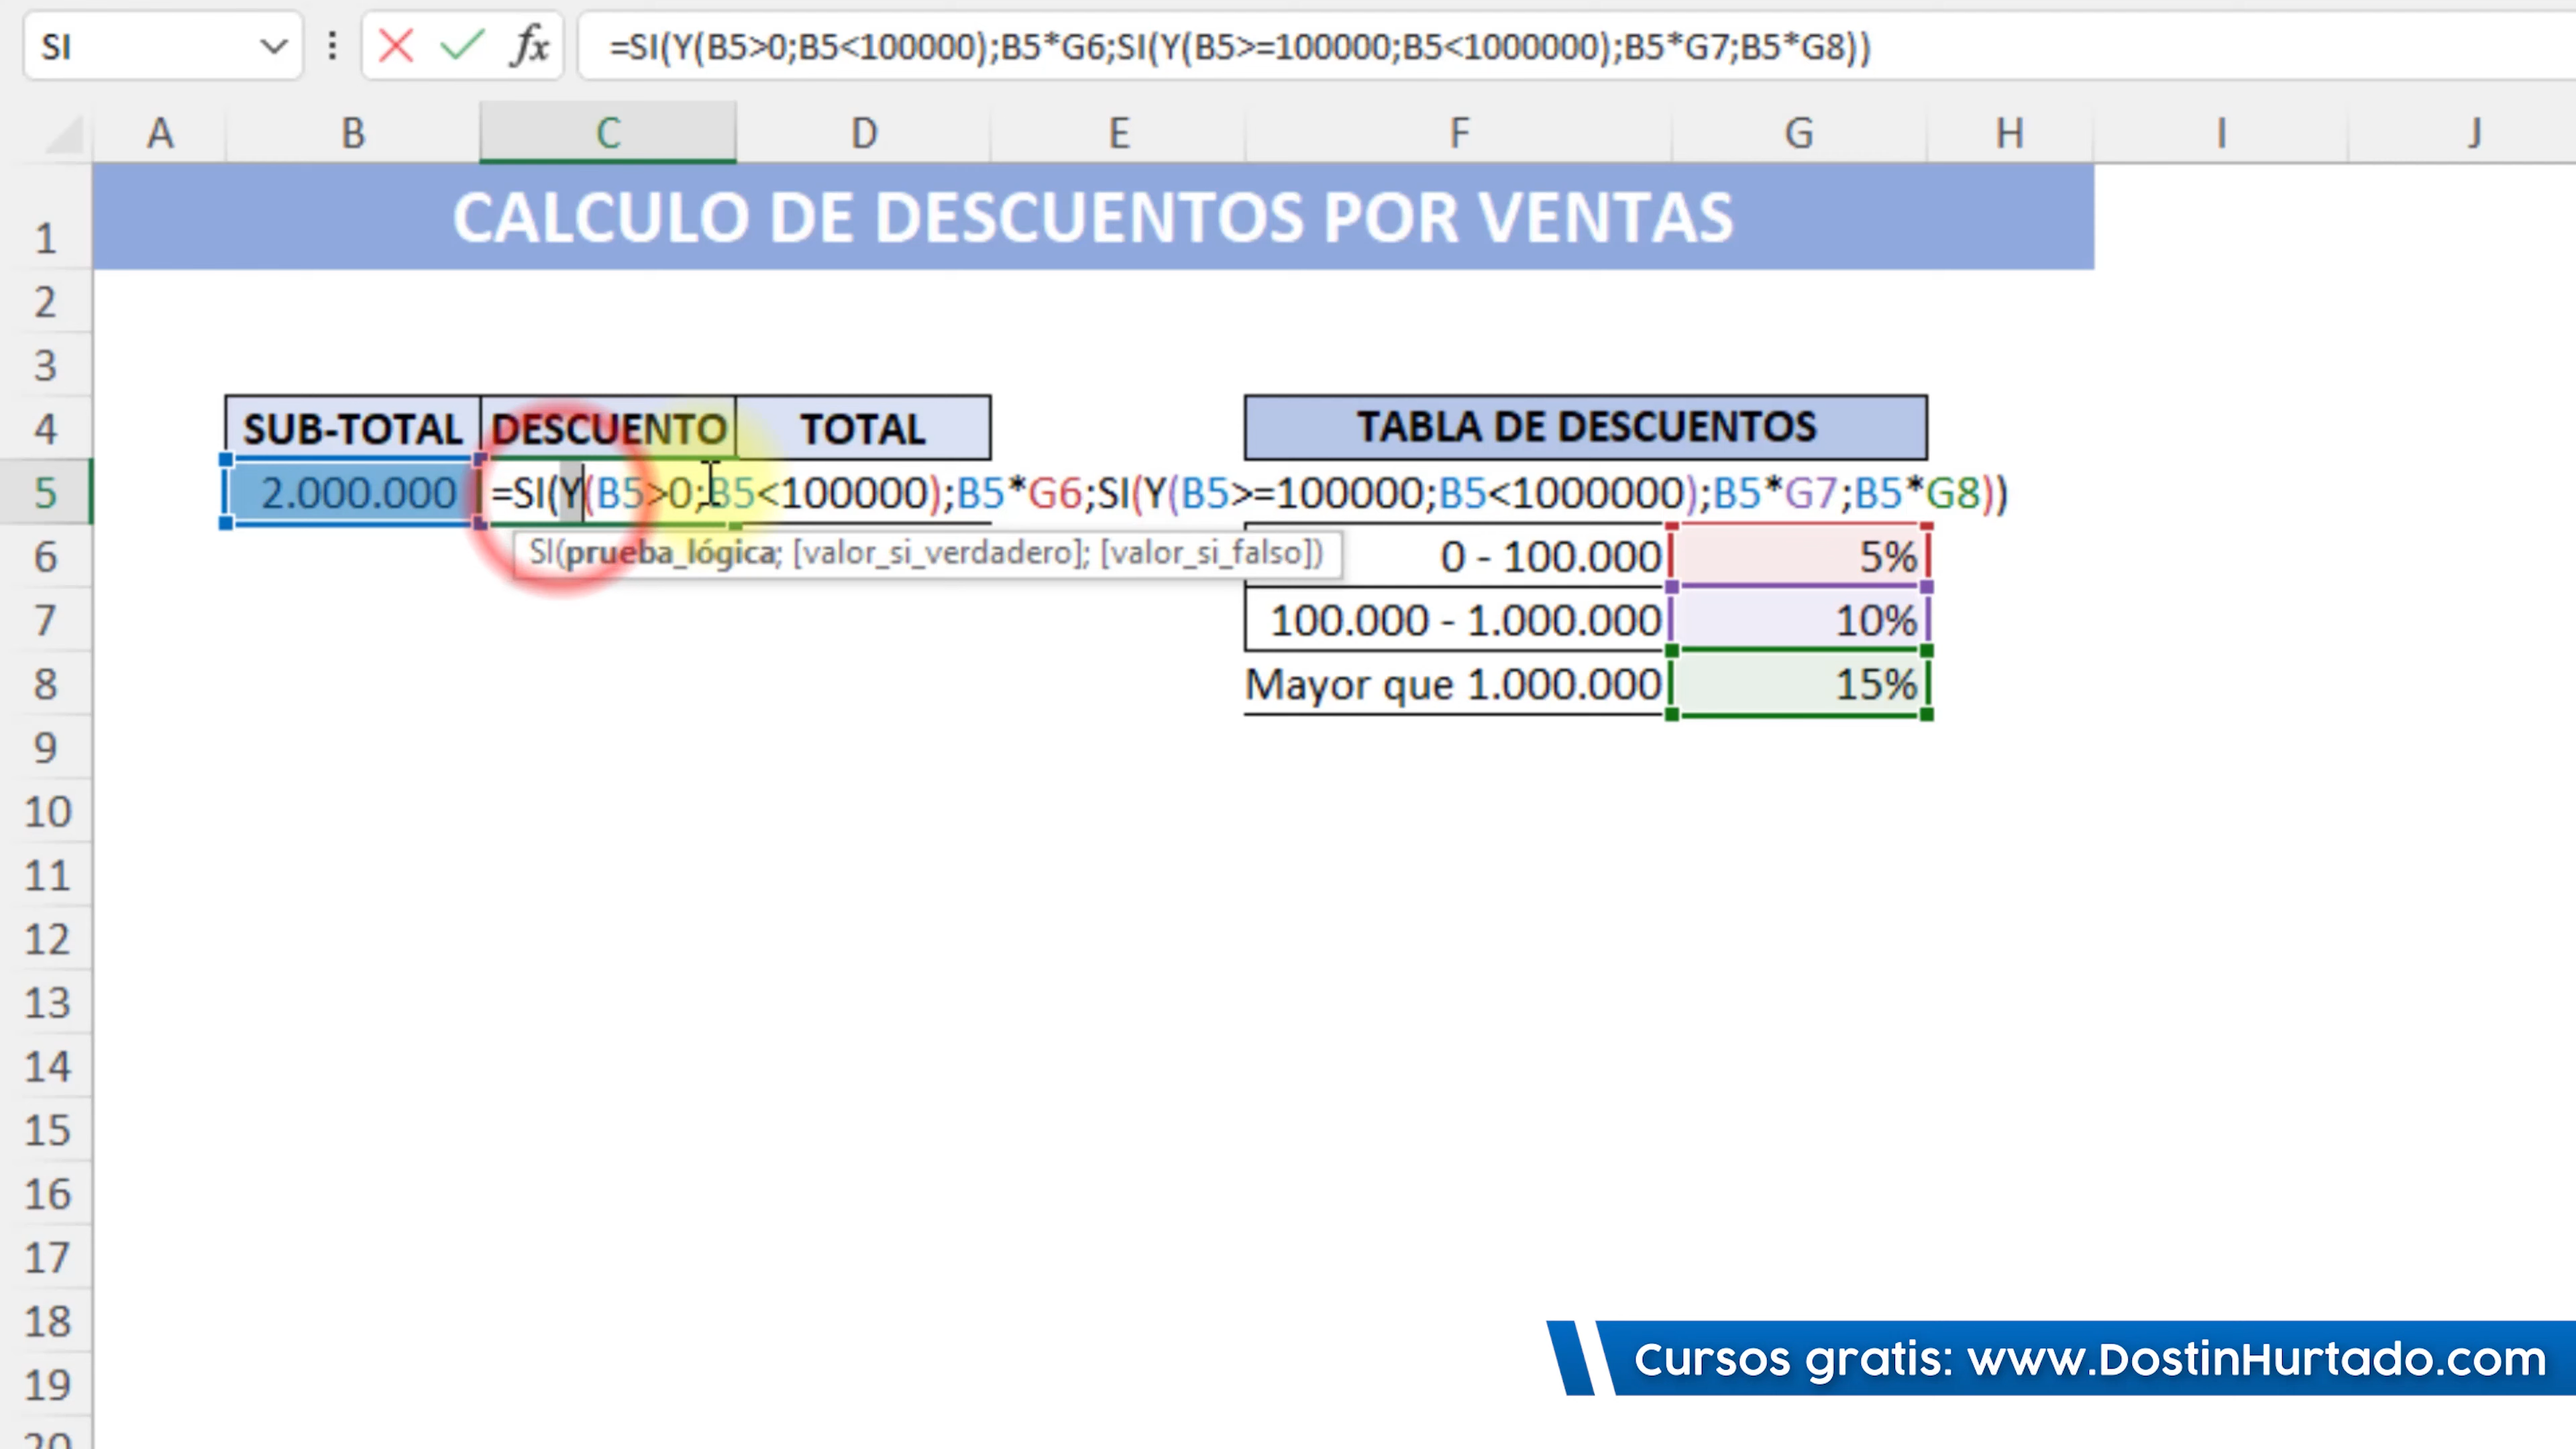 SI
fx
=SI(Y(B5>0;B5<100000);B5*G6;SI(Y(B5>=100000;B5<1000000);B5*G7;B5*G8))
A B C D E F G H I J
1 CALCULO DE DESCUENTOS POR VENTAS
2
3
4 SUB-TOTAL DESCUENTO TOTAL TABLA DE DESCUENTOS
5 2.000.000 =SI(Y(B5>0;B5<100000);B5*G6;SI(Y(B5>=100000;B5<1000000);B5*G7;B5*G8))
SI(prueba_lógica; [valor_si_verdadero]; [valor_si_falso])
6 0 - 100.000 5%
7 100.000 - 1.000.000 10%
8 Mayor que 1.000.000 15%
9
10
11
12
13
14
15
16
17
18
Cursos gratis: www.DostinHurtado.com
19
20